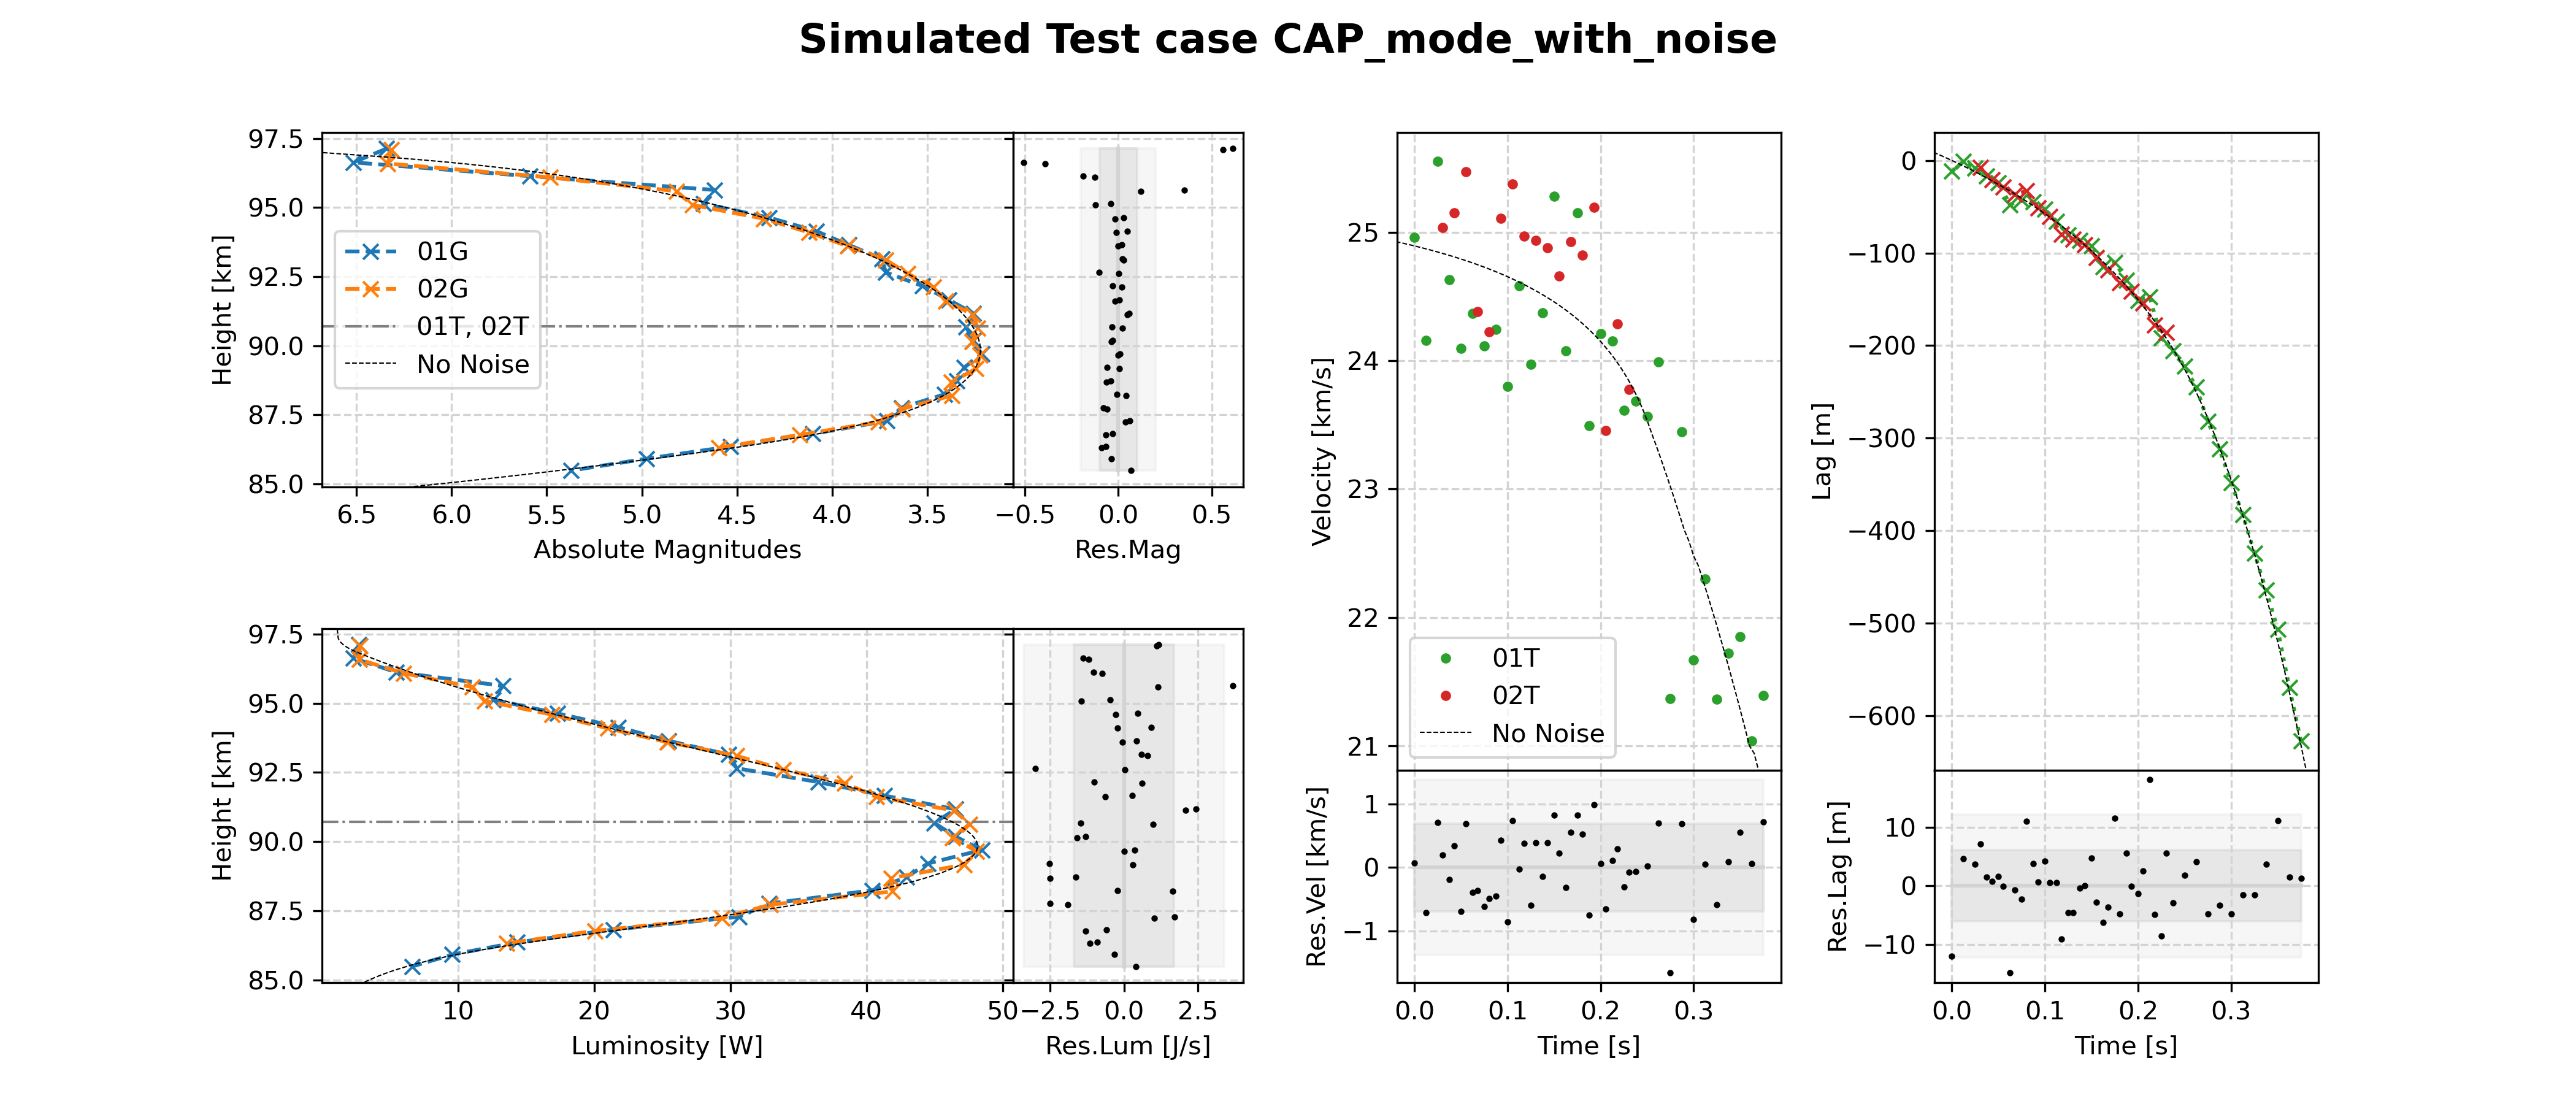 Simulated Test case CAP_mode_with_noise
Height [km]
97.5
95.0
92.5
90.0
87.5
85.0
01G
02G
01T, 02T
No Noise
6.5 6.0 5.5 5.0 4.5 4.0 3.5
Absolute Magnitudes
−0.5 0.0 0.5
Res.Mag
Height [km]
97.5
95.0
92.5
90.0
87.5
85.0
10 20 30 40 50
Luminosity [W]
−2.5 0.0 2.5
Res.Lum [J/s]
Velocity [km/s]
25
24
23
22
21
01T
02T
No Noise
Res.Vel [km/s]
1
0
−1
0.0 0.1 0.2 0.3
Time [s]
Lag [m]
0
−100
−200
−300
−400
−500
−600
Res.Lag [m]
10
0
−10
0.0 0.1 0.2 0.3
Time [s]